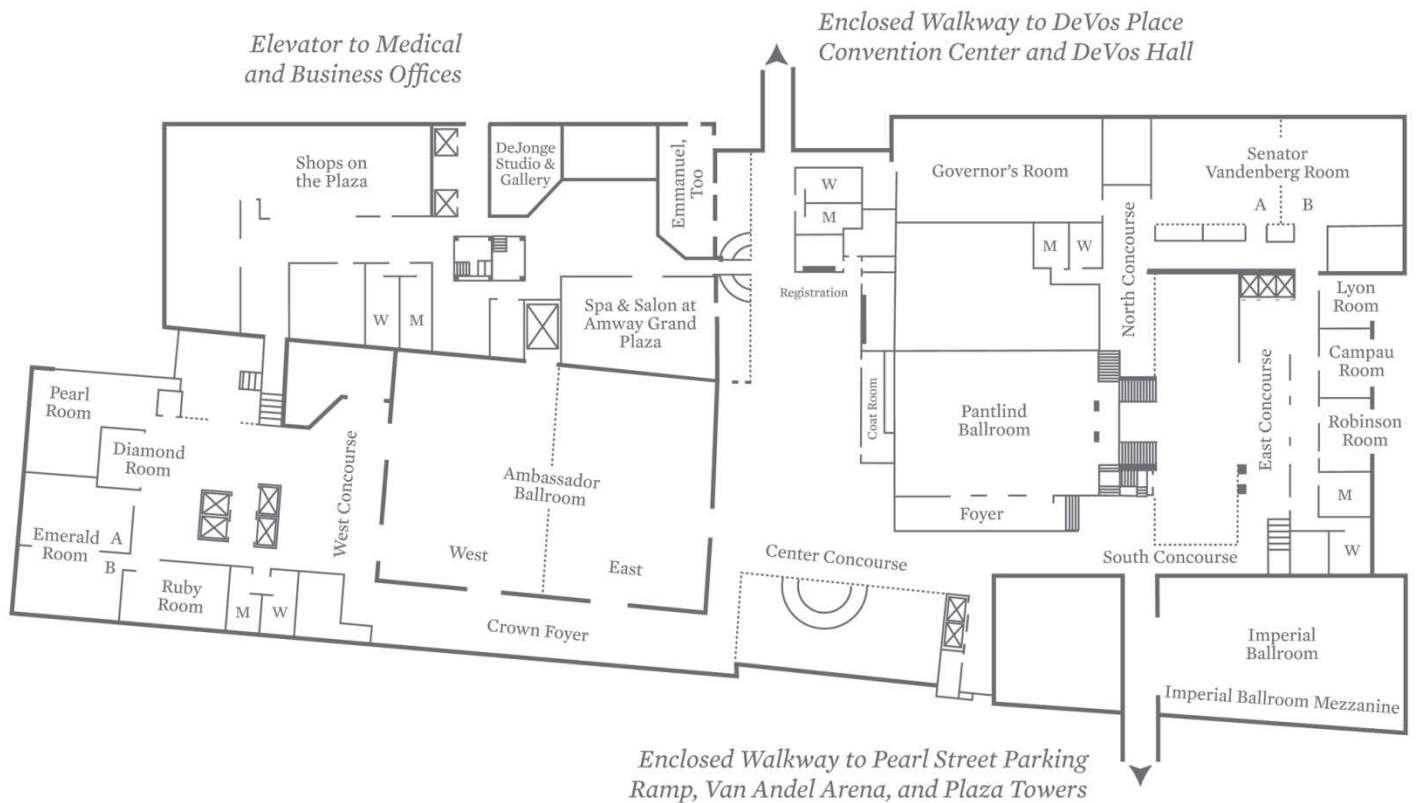 Elevator to Medical
and Business Offices
Enclosed Walkway to DeVos Place
Convention Center and DeVos Hall
Shops on
the Plaza
DeJonge
Studio &
Gallery
Emmanuel,
Too
W
M
Governor's Room
Senator
Vandenberg Room
A
B
M
W
North Concourse
Registration
Spa & Salon at
Amway Grand
Plaza
W
M
Lyon
Room
Campau
Room
Robinson
Room
East Concourse
Pearl
Room
Diamond
Room
West Concourse
Ambassador
Ballroom
Coat Room
Pantlind
Ballroom
Foyer
M
W
Emerald
Room
A
B
Ruby
Room
M
W
West
East
Center Concourse
South Concourse
Crown Foyer
Imperial
Ballroom
Imperial Ballroom Mezzanine
Enclosed Walkway to Pearl Street Parking
Ramp, Van Andel Arena, and Plaza Towers